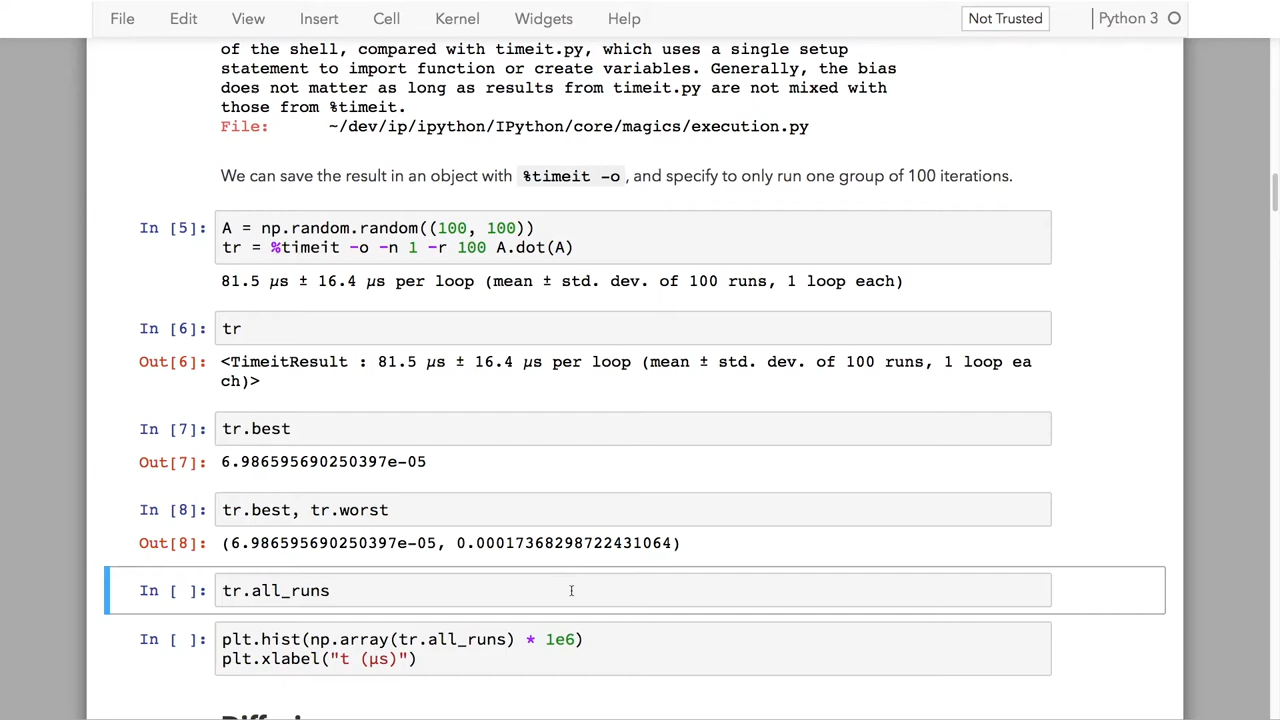 File Edit View Insert Cell Kernel Widgets Help Not Trusted Python 3
of the shell, compared with timeit.py, which uses a single setup
statement to import function or create variables. Generally, the bias
does not matter as long as results from timeit.py are not mixed with
those from %timeit.
File: ~/dev/ip/ipython/IPython/core/magics/execution.py
We can save the result in an object with %timeit -o, and specify to only run one group of 100 iterations.
In [5]: A = np.random.random((100, 100))
tr = %timeit -o -n 1 -r 100 A.dot(A)
81.5 µs ± 16.4 µs per loop (mean ± std. dev. of 100 runs, 1 loop each)
In [6]: tr
Out[6]: <TimeitResult : 81.5 µs ± 16.4 µs per loop (mean ± std. dev. of 100 runs, 1 loop ea
ch)>
In [7]: tr.best
Out[7]: 6.986595690250397e-05
In [8]: tr.best, tr.worst
Out[8]: (6.986595690250397e-05, 0.00017368298722431064)
In [ ]: tr.all_runs
In [ ]: plt.hist(np.array(tr.all_runs) * 1e6)
plt.xlabel("t (µs)")